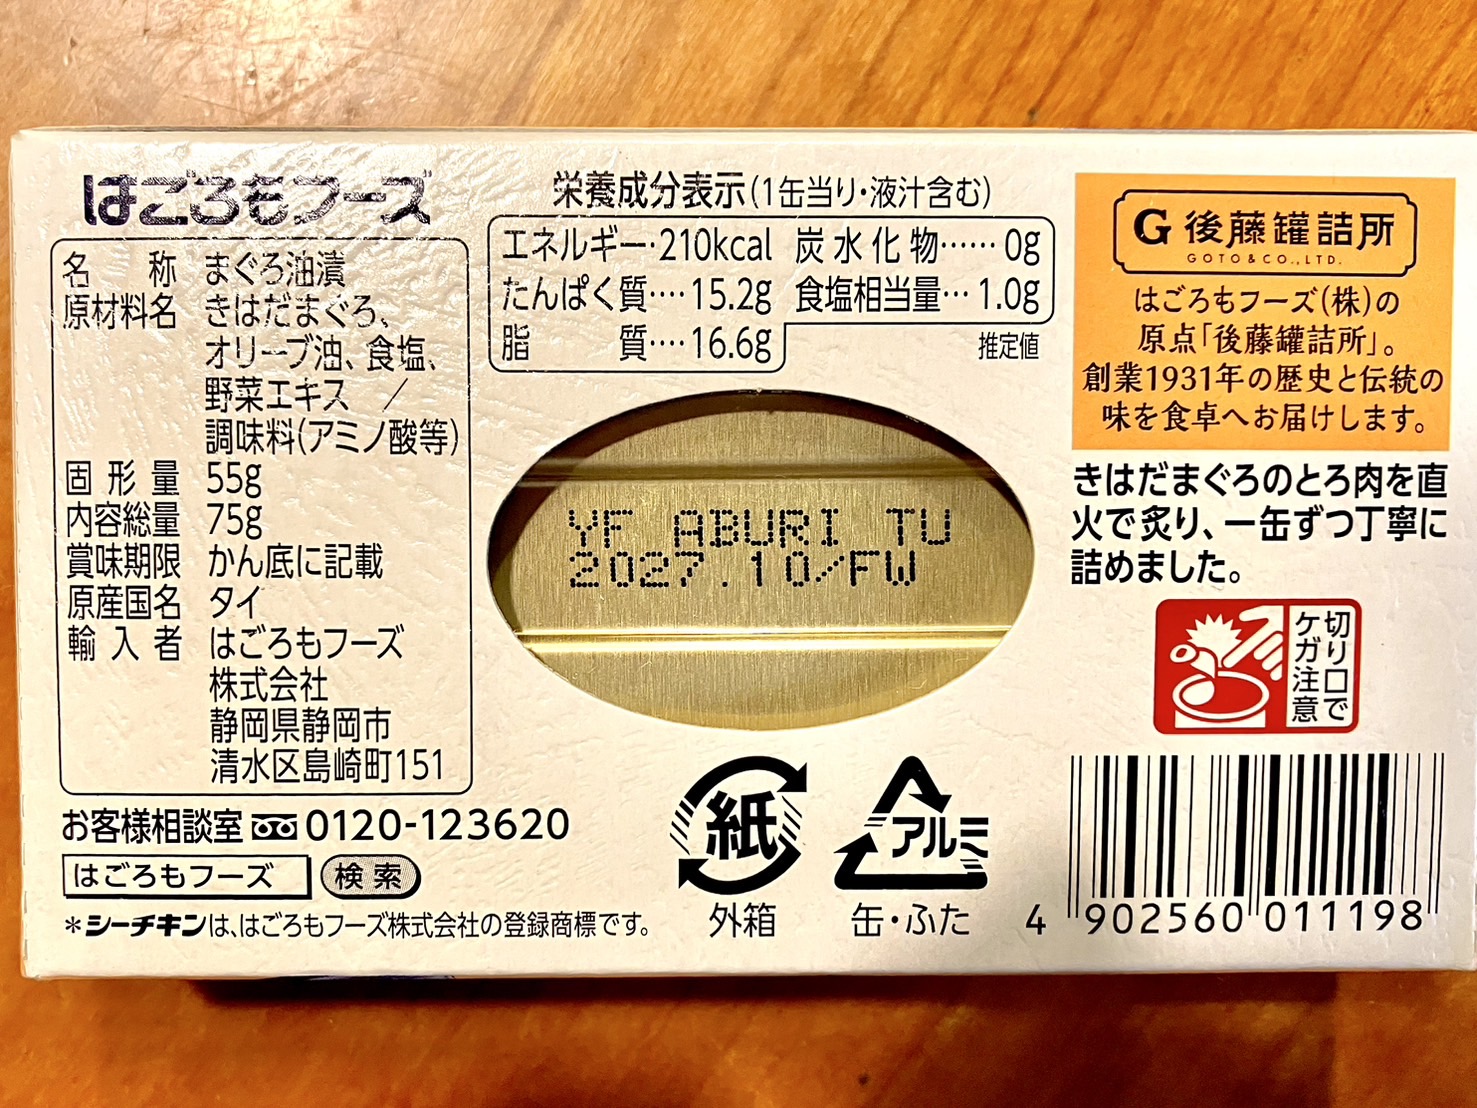 はごろもフーズ
名称 まぐろ油漬
原材料名 きはだまぐろ、
オリーブ油、食塩、
野菜エキス ／
調味料(アミノ酸等)
固形量 55g
内容総量 75g
賞味期限 かん底に記載
原産国名 タイ
輸入者 はごろもフーズ
株式会社
静岡県静岡市
清水区島崎町151
お客様相談室 0120-123620
はごろもフーズ 検索
＊シーチキンは、はごろもフーズ株式会社の登録商標です。
栄養成分表示(1缶当り・液汁含む)
エネルギー・210kcal 炭水化物……0g
たんぱく質‥‥15.2g 食塩相当量…1.0g
脂質‥‥16.6g
推定値
YF ABURI TU
2027.10/FW
紙
外箱
アルミ
缶・ふた
G 後藤罐詰所
GOTO & CO.,LTD.
はごろもフーズ(株)の
原点「後藤罐詰所」。
創業1931年の歴史と伝統の
味を食卓へお届けします。
きはだまぐろのとろ肉を直
火で炙り、一缶ずつ丁寧に
詰めました。
切り口で
ケガ注意
4 902560 011198